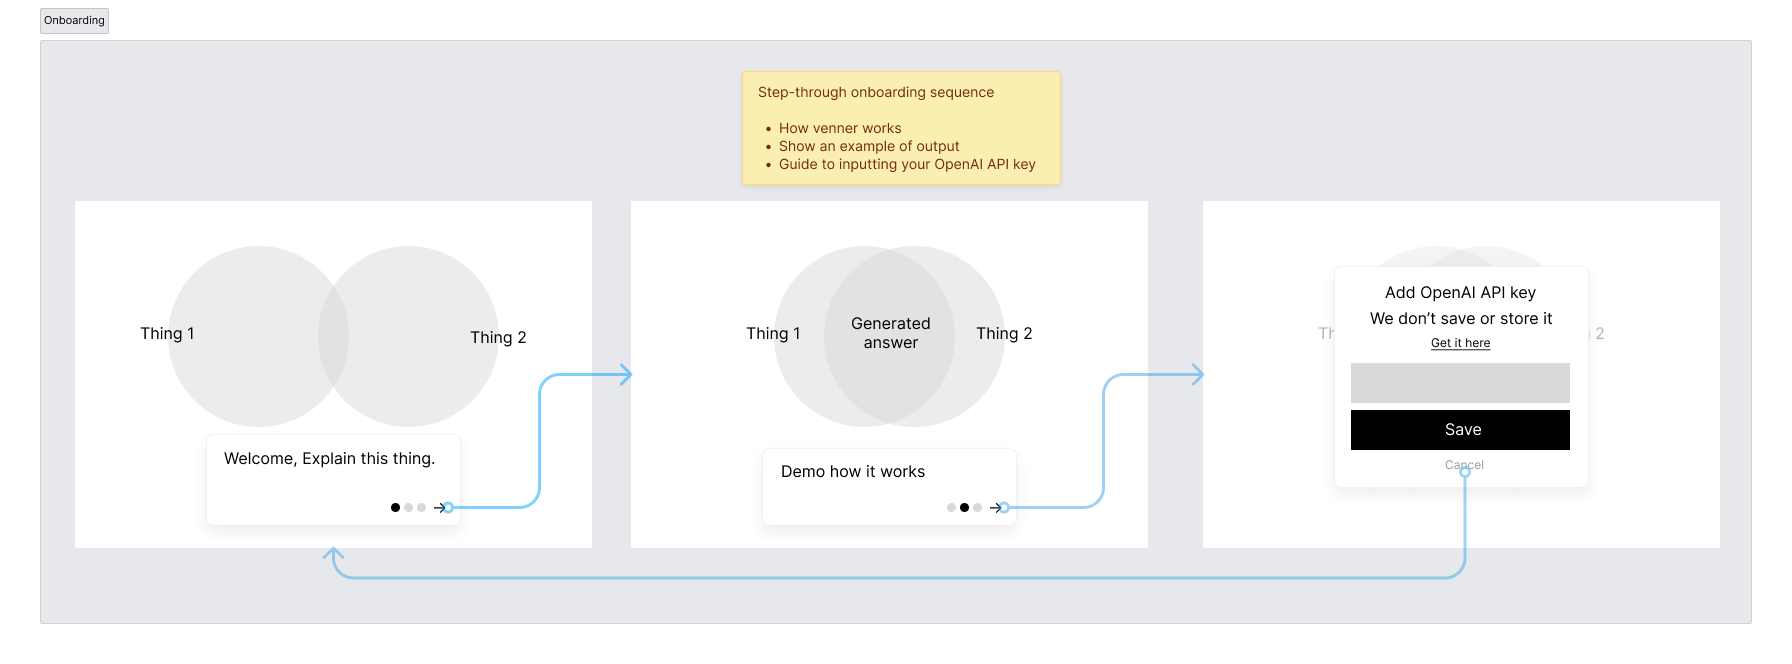 Onboarding
Step-through onboarding sequence
• How venner works
• Show an example of output
• Guide to inputting your OpenAI API key
Thing 1
Thing 2
Welcome, Explain this thing.
Thing 1
Generated
answer
Thing 2
Demo how it works
Th
2
Add OpenAI API key
We don’t save or store it
Get it here
Save
Cancel